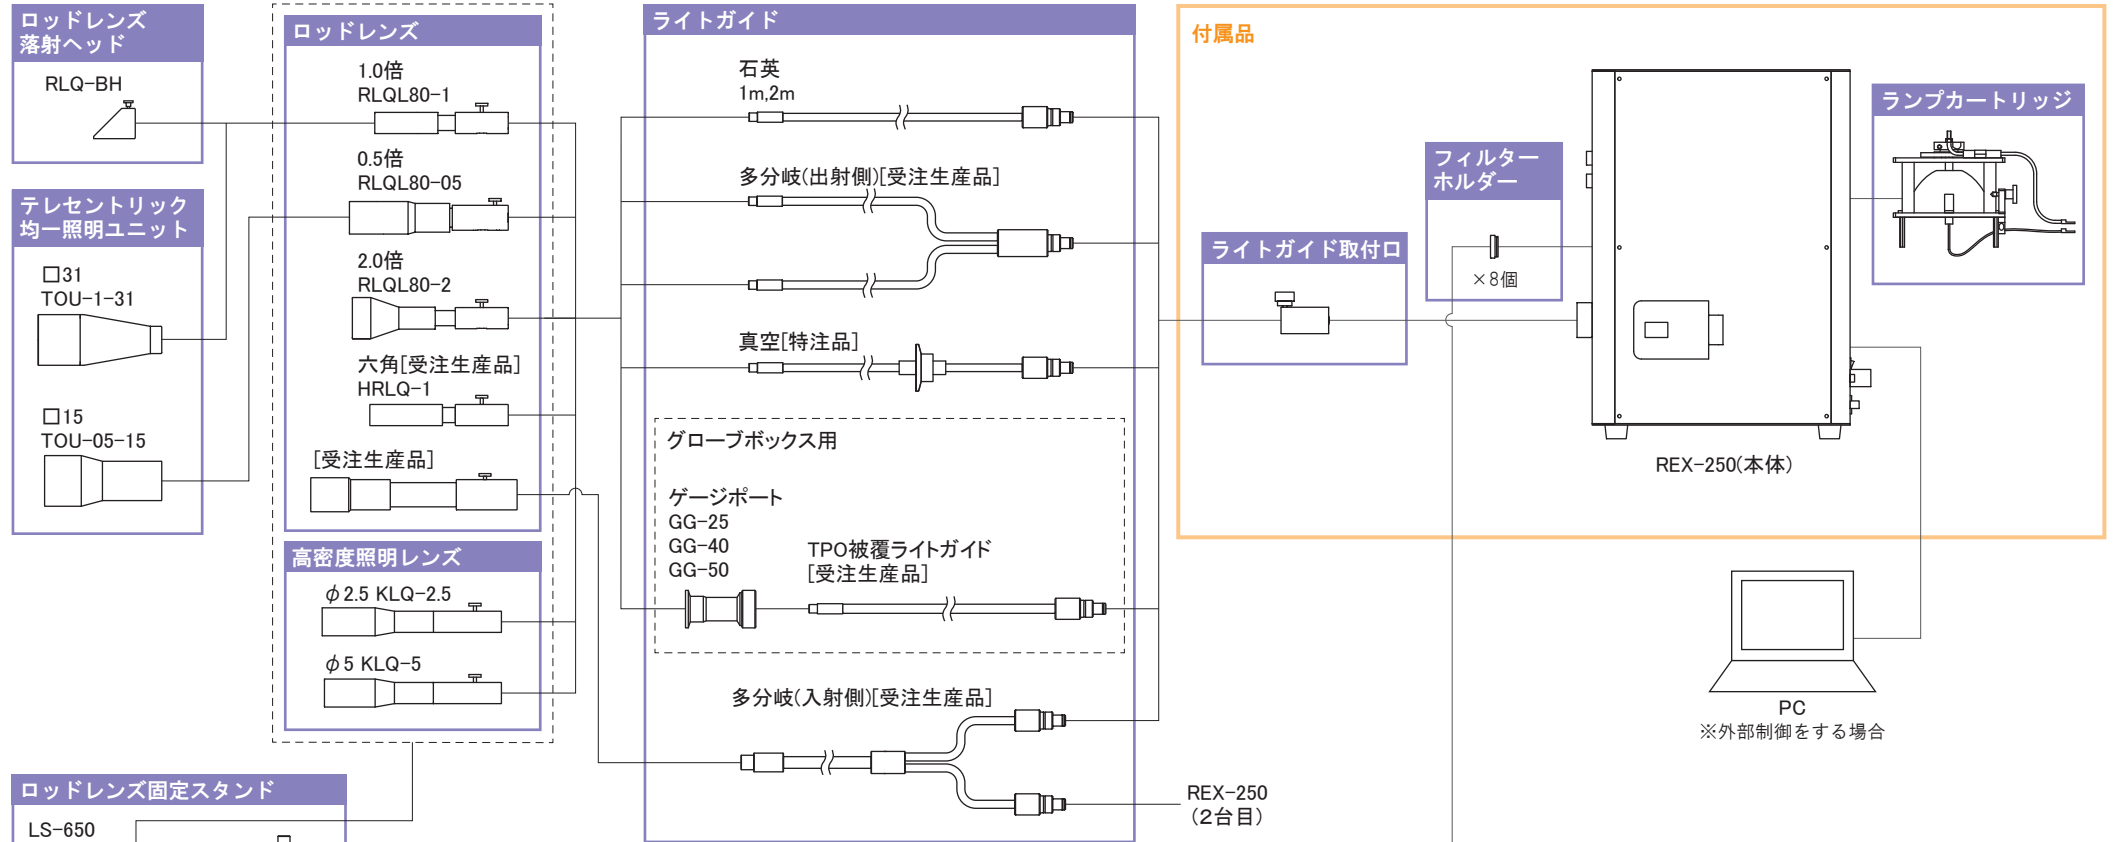 ロッドレンズ
落射ヘッド
RLQ-BH
テレセントリック
均一照明ユニット
□31
TOU-1-31
□15
TOU-05-15
ロッドレンズ
1.0倍
RLQL80-1
0.5倍
RLQL80-05
2.0倍
RLQL80-2
六角[受注生産品]
HRLQ-1
[受注生産品]
高密度照明レンズ
φ2.5 KLQ-2.5
φ5 KLQ-5
ロッドレンズ固定スタンド
LS-650
ライトガイド
石英
1m,2m
多分岐(出射側)[受注生産品]
真空[特注品]
グローブボックス用
ゲージポート
GG-25
GG-40
GG-50
TPO被覆ライトガイド
[受注生産品]
多分岐(入射側)[受注生産品]
REX-250
(2台目)
付属品
ライトガイド取付口
フィルター
ホルダー
×8個
ランプカートリッジ
REX-250(本体)
PC
※外部制御をする場合